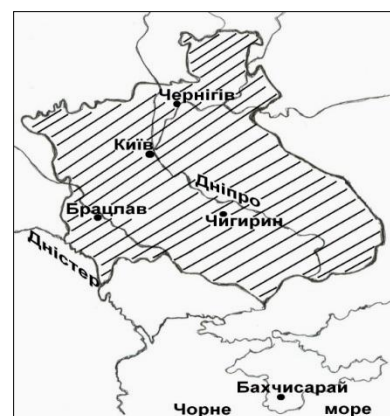 Чернігів
Київ
Дніпро
Брацлав
Чигирин
Дністер
Бахчисарай
Чорне море